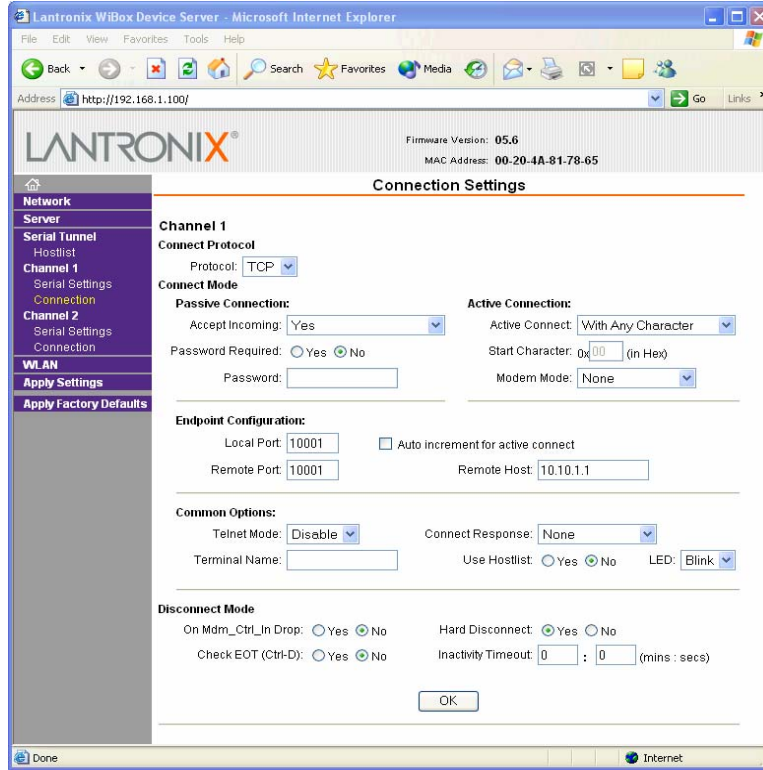 Lantronix WiBox Device Server - Microsoft Internet Explorer
File Edit View Favorites Tools Help
Back Search Favorites Media
Address http://192.168.1.100/ Go Links
LANTRONIX®
Firmware Version: 05.6
MAC Address: 00-20-4A-81-78-65
Network
Server
Serial Tunnel
Hostlist
Channel 1
Serial Settings
Connection
Channel 2
Serial Settings
Connection
WLAN
Apply Settings
Apply Factory Defaults
Connection Settings
Channel 1
Connect Protocol
Protocol: TCP
Connect Mode
Passive Connection: Active Connection:
Accept Incoming: Yes Active Connect: With Any Character
Password Required: Yes No Start Character: 0x 00 (in Hex)
Password: Modem Mode: None
Endpoint Configuration:
Local Port: 10001 Auto increment for active connect
Remote Port: 10001 Remote Host: 10.10.1.1
Common Options:
Telnet Mode: Disable Connect Response: None
Terminal Name: Use Hostlist: Yes No LED: Blink
Disconnect Mode
On Mdm_Ctrl_In Drop: Yes No Hard Disconnect: Yes No
Check EOT (Ctrl-D): Yes No Inactivity Timeout: 0 : 0 (mins : secs)
OK
Done Internet